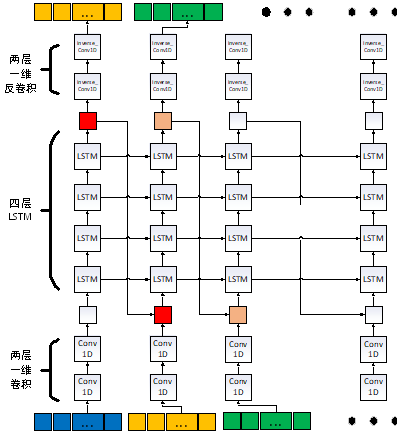 ... ...
两层 Inverse_ Inverse_ Inverse_ Inverse_
一维 Conv1D Conv1D Conv1D Conv1D
反卷积 Inverse_ Inverse_ Inverse_ Inverse_
Conv1D Conv1D Conv1D Conv1D
LSTM LSTM LSTM LSTM
LSTM LSTM LSTM LSTM
四层
LSTM
LSTM LSTM LSTM LSTM
LSTM LSTM LSTM LSTM
两层 Conv Conv Conv Conv
一维 1D 1D 1D 1D
卷积 Conv Conv Conv Conv
1D 1D 1D 1D
... ... ...